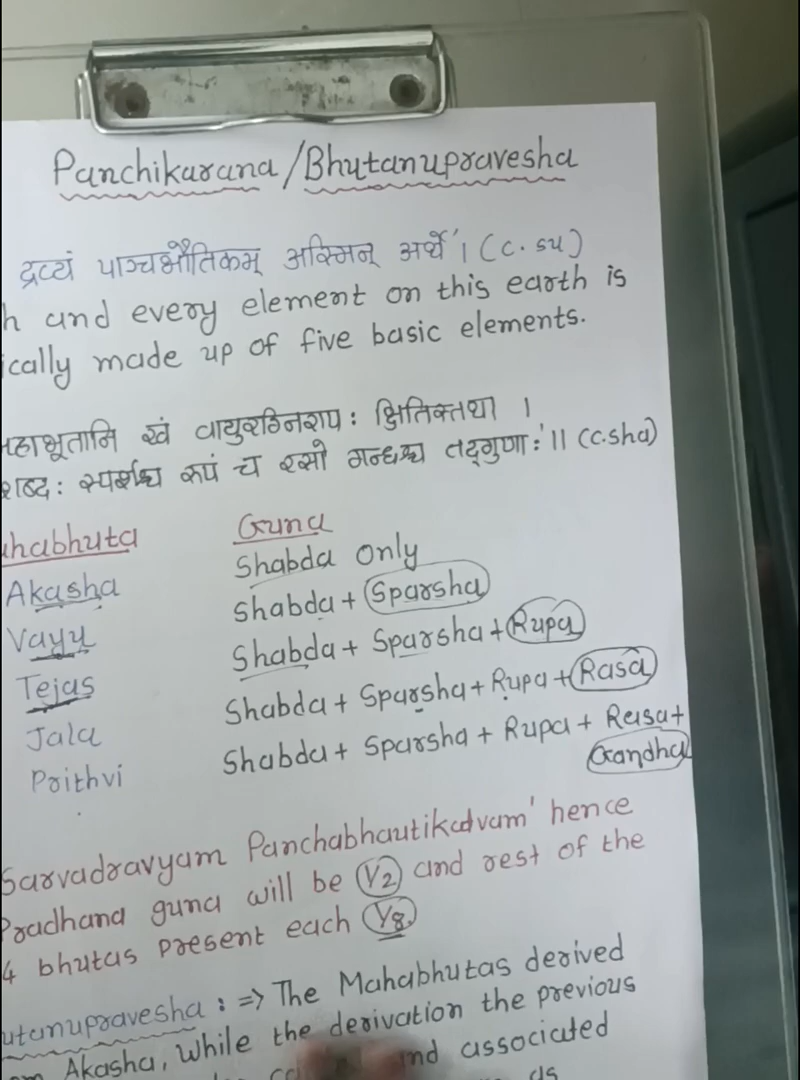 Panchikarana/Bhutanupravesha
द्रव्यं पाञ्चभौतिकम् अस्मिन् अर्थे'। (c.su)
h and every element on this earth is
ically made up of five basic elements.
महाभूतानि खं वायुरग्निरापः क्षितिस्तथा ।
शब्दः स्पर्शश्च रूपं च रसो गन्धश्च तद्गुणाः'॥ (c.sha)
ahabhuta Guna
Akasha Shabda only
Vayu Shabda + Sparsha
Tejas Shabda + Sparsha + Rupa
Jala Shabda + Sparsha + Rupa + Rasa
Prithvi Shabda + Sparsha + Rupa + Rasa +
Gandha
Sarvadravyam Panchabhautikatvam' hence
Pradhana guna will be 1/2 and rest of the
4 bhutas present each 1/8
utanupravesha : => The Mahabhutas derived
Akasha, while the derivation the previous
and associated
as